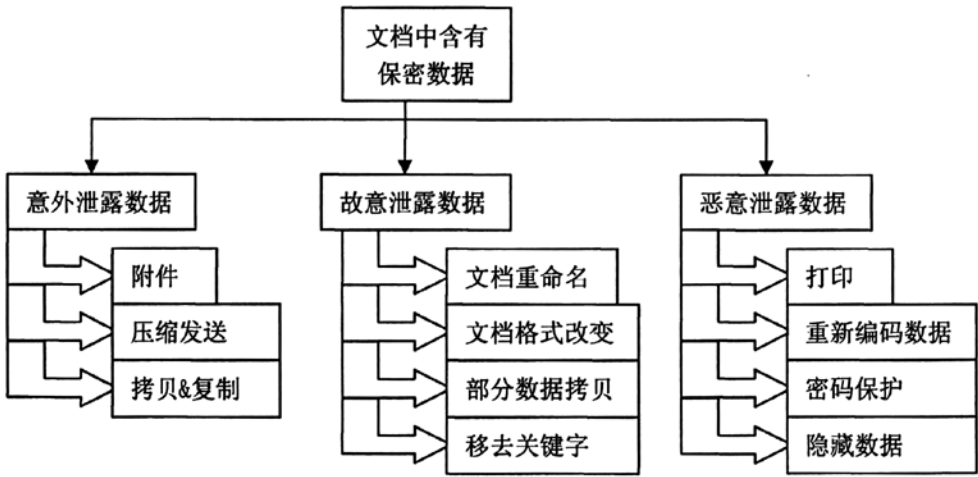 文档中含有
保密数据
意外泄露数据
附件
压缩发送
拷贝&复制
故意泄露数据
文档重命名
文档格式改变
部分数据拷贝
移去关键字
恶意泄露数据
打印
重新编码数据
密码保护
隐藏数据